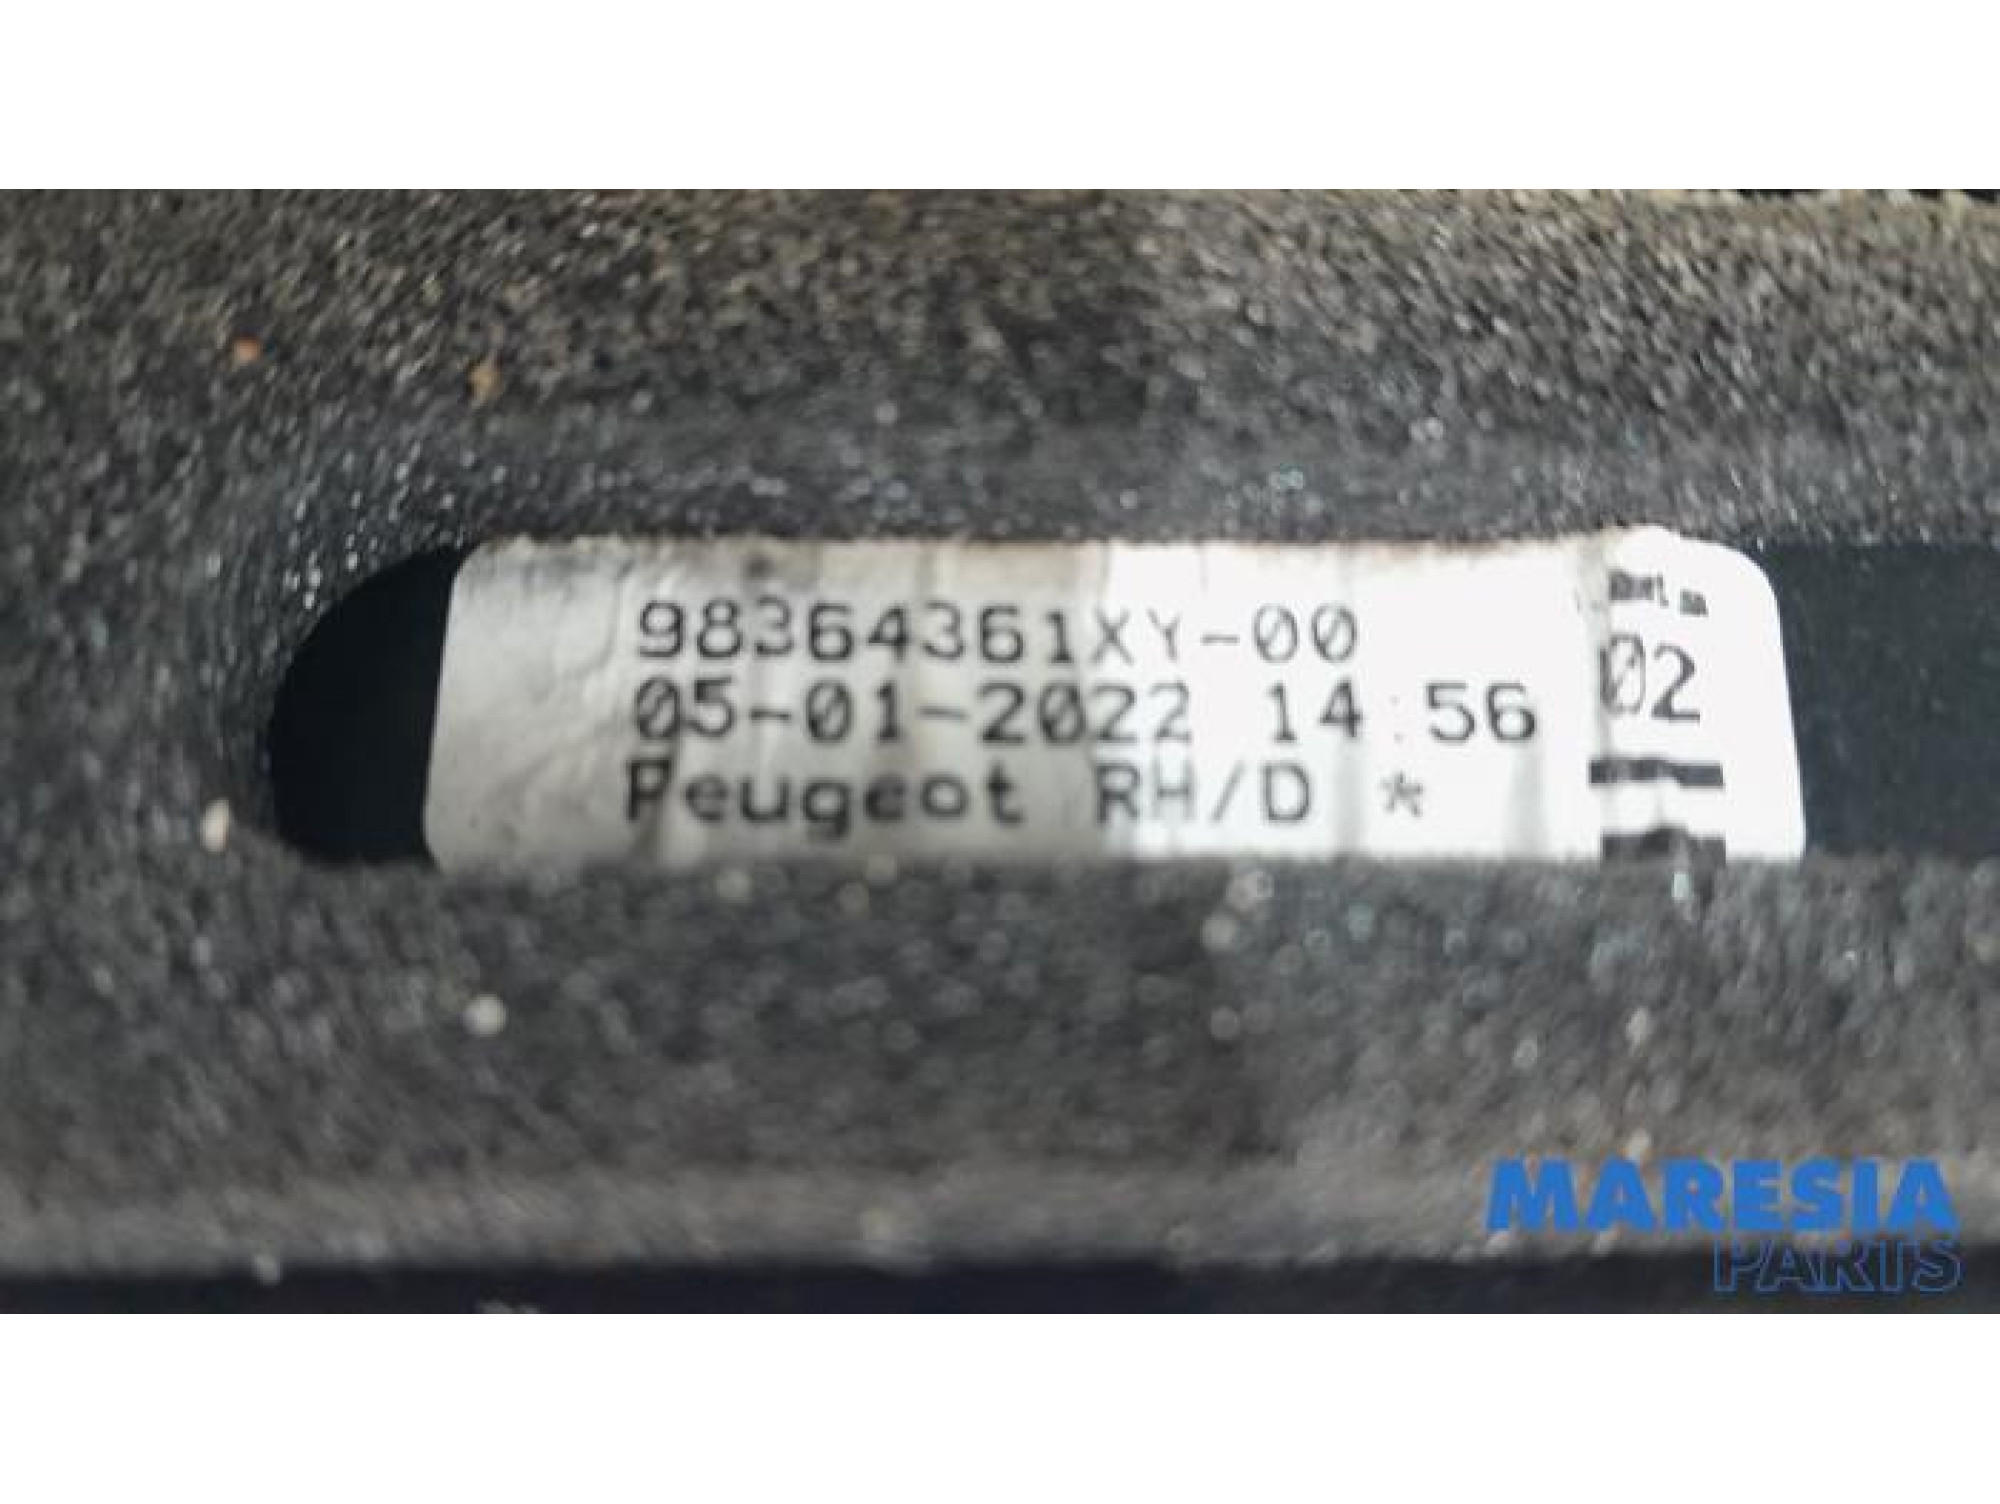 98364361XY-00
05-01-2022 14:56
Peugeot RH/D *
02
MARESIA
PARTS